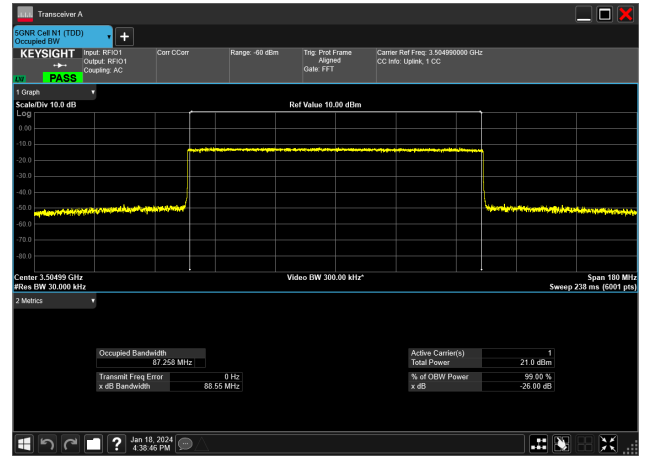 Transceiver A
5GNR Cell N1 (TDD)
Occupied BW
+
KEYSIGHT
LXI
PASS
Input: RFIO1
Output: RFIO1
Coupling: AC
Corr CCorr
Range: -60 dBm
Trig: Prot Frame
Aligned
Gate: FFT
Carrier Ref Freq: 3.504990000 GHz
CC Info: Uplink, 1 CC
1 Graph
Scale/Div 10.0 dB
Ref Value 10.00 dBm
Log
0.00
-10.0
-20.0
-30.0
-40.0
-50.0
-60.0
-70.0
-80.0
Center 3.50499 GHz
Video BW 300.00 kHz*
Span 180 MHz
#Res BW 30.000 kHz
Sweep 238 ms (6001 pts)
2 Metrics
Occupied Bandwidth
87.258 MHz
Transmit Freq Error 0 Hz
x dB Bandwidth 88.55 MHz
Active Carrier(s) 1
Total Power 21.0 dBm
% of OBW Power 99.00 %
x dB -26.00 dB
?
Jan 18, 2024
4:38:46 PM